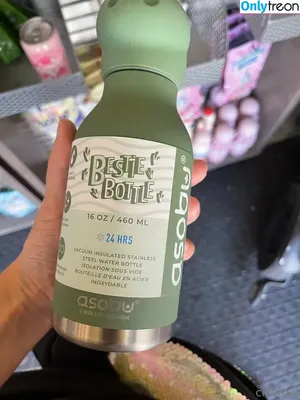 Onlytreon
BESTIE
BOTTLE
16 OZ / 460 ML
24 HRS
VACUUM INSULATED STAINLESS
STEEL WATER BOTTLE
ISOLATION SOUS VIDE
BOUTEILLE D'EAU EN ACIER
INOXYDABLE
asobu®
asobu®